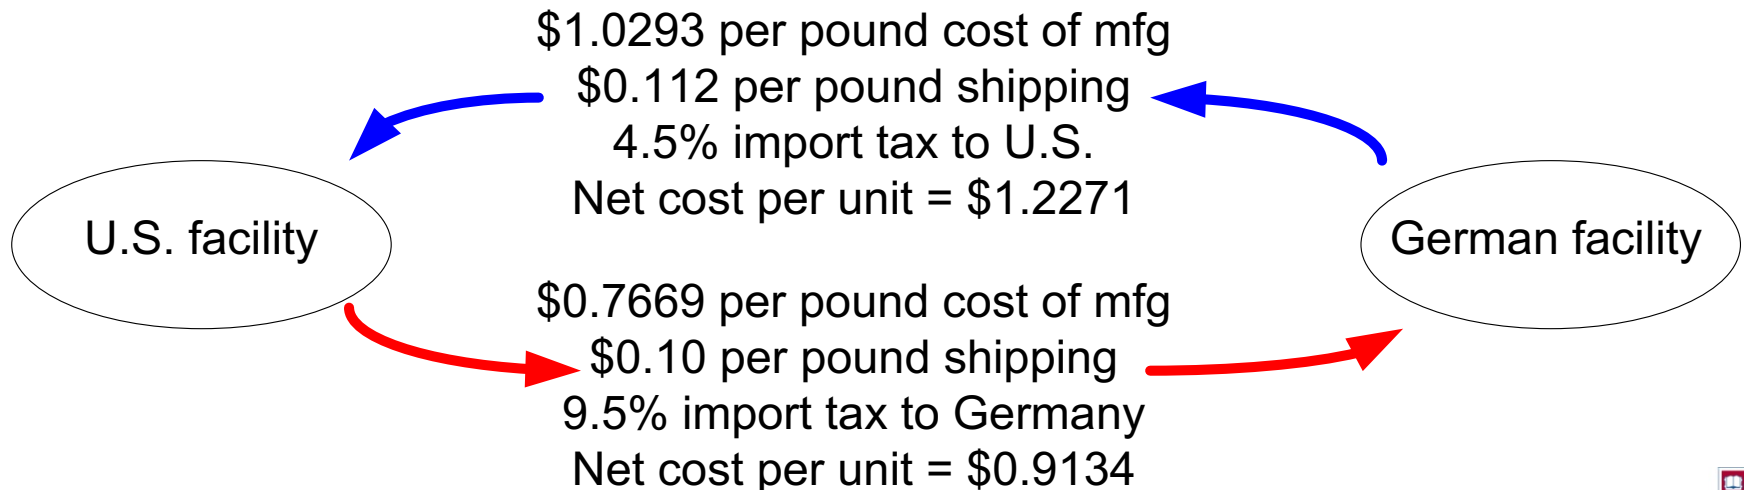 $1.0293 per pound cost of mfg
$0.112 per pound shipping
4.5% import tax to U.S.
Net cost per unit = $1.2271
U.S. facility
German facility
$0.7669 per pound cost of mfg
$0.10 per pound shipping
9.5% import tax to Germany
Net cost per unit = $0.9134